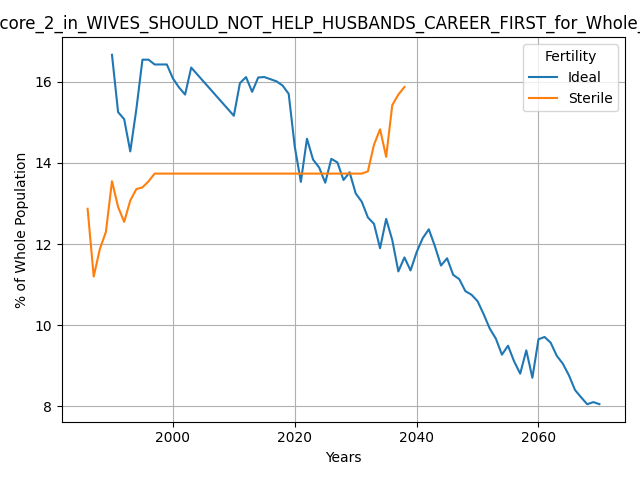 core_2_in_WIVES_SHOULD_NOT_HELP_HUSBANDS_CAREER_FIRST_for_Whole_
Fertility
Ideal
Sterile
% of Whole Population
16
14
12
10
8
2000 2020 2040 2060
Years